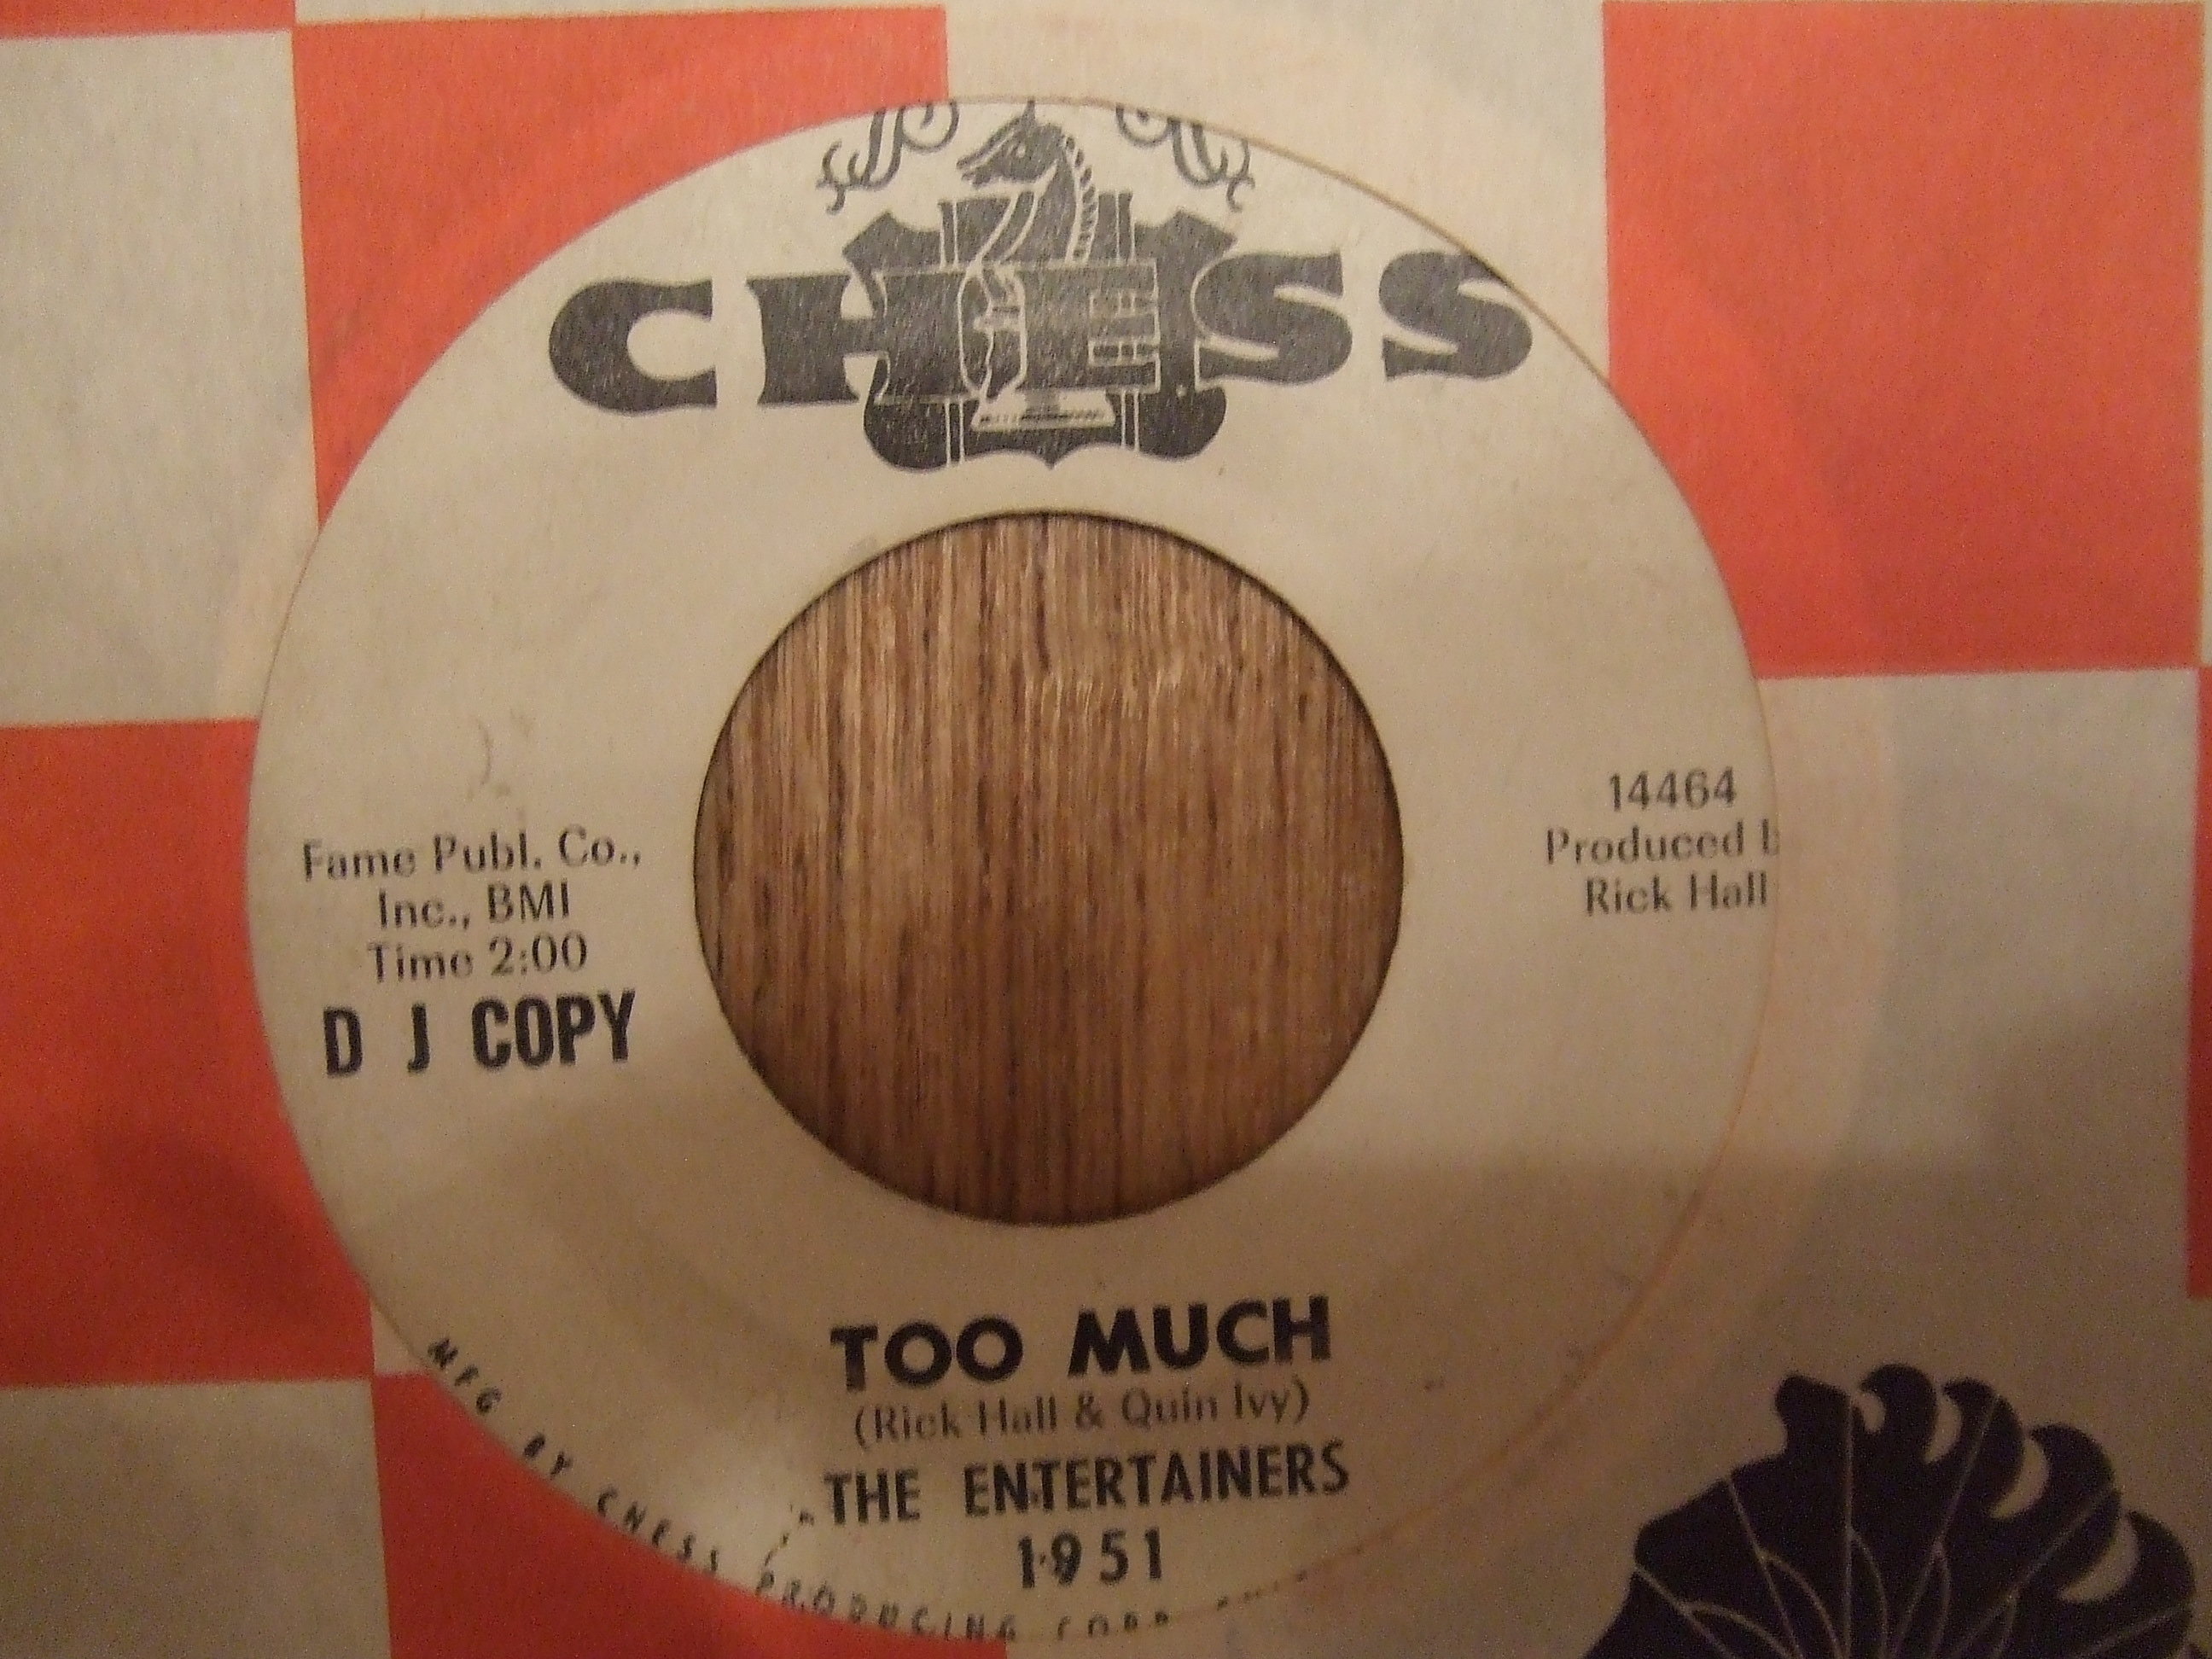 CHESS
14464
Produced b
Rick Hall
Fame Publ. Co.,
Inc., BMI
Time 2:00
D J COPY
TOO MUCH
(Rick Hall & Quin Ivy)
THE ENTERTAINERS
1951
MFG BY CHESS PRODUCING CORP